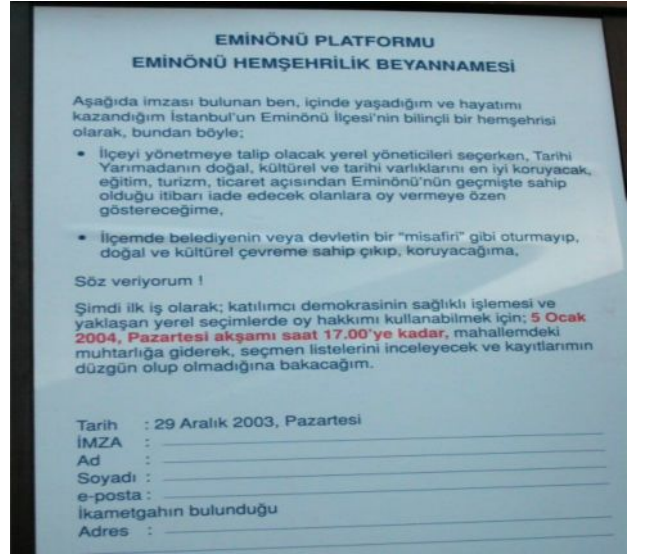 EMİNÖNÜ PLATFORMU
EMİNÖNÜ HEMŞEHRİLİK BEYANNAMESİ
Aşağıda imzası bulunan ben, içinde yaşadığım ve hayatımı
kazandığım İstanbul'un Eminönü İlçesi'nin bilinçli bir hemşehrisi
olarak, bundan böyle;
• İlçeyi yönetmeye talip olacak yerel yöneticileri seçerken, Tarihi
Yarımadanın doğal, kültürel ve tarihi varlıklarını en iyi koruyacak,
eğitim, turizm, ticaret açısından Eminönü'nün geçmişte sahip
olduğu itibarı iade edecek olanlara oy vermeye özen
göstereceğime,
• İlçemde belediyenin veya devletin bir "misafiri" gibi oturmayıp,
doğal ve kültürel çevreme sahip çıkıp, koruyacağıma,
Söz veriyorum !
Şimdi ilk iş olarak; katılımcı demokrasinin sağlıklı işlemesi ve
yaklaşan yerel seçimlerde oy hakkımı kullanabilmek için; 5 Ocak
2004, Pazartesi akşamı saat 17.00'ye kadar, mahallemdeki
muhtarlığa giderek, seçmen listelerini inceleyecek ve kayıtlarımın
düzgün olup olmadığına bakacağım.
Tarih : 29 Aralık 2003, Pazartesi
İMZA :
Ad :
Soyadı :
e-posta :
İkametgahın bulunduğu
Adres :